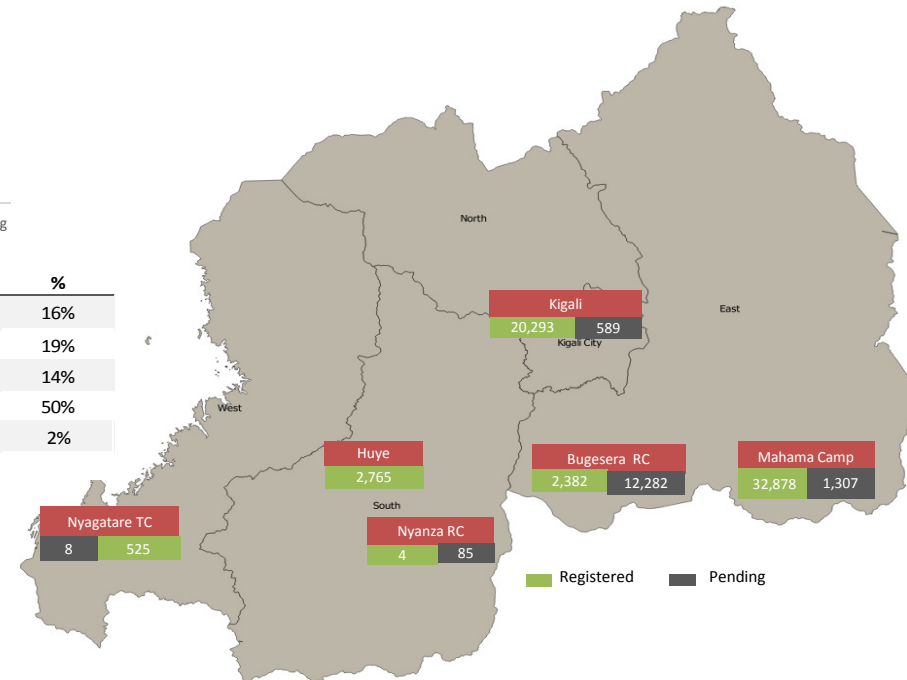 g
%
16%
19%
14%
50%
2%
North
Kigali
20,293 589
Kigali City
East
West
Huye
2,765
South
Bugesera RC
2,382 12,282
Mahama Camp
32,878 1,307
Nyagatare TC
8 525
Nyanza RC
4 85
Registered Pending